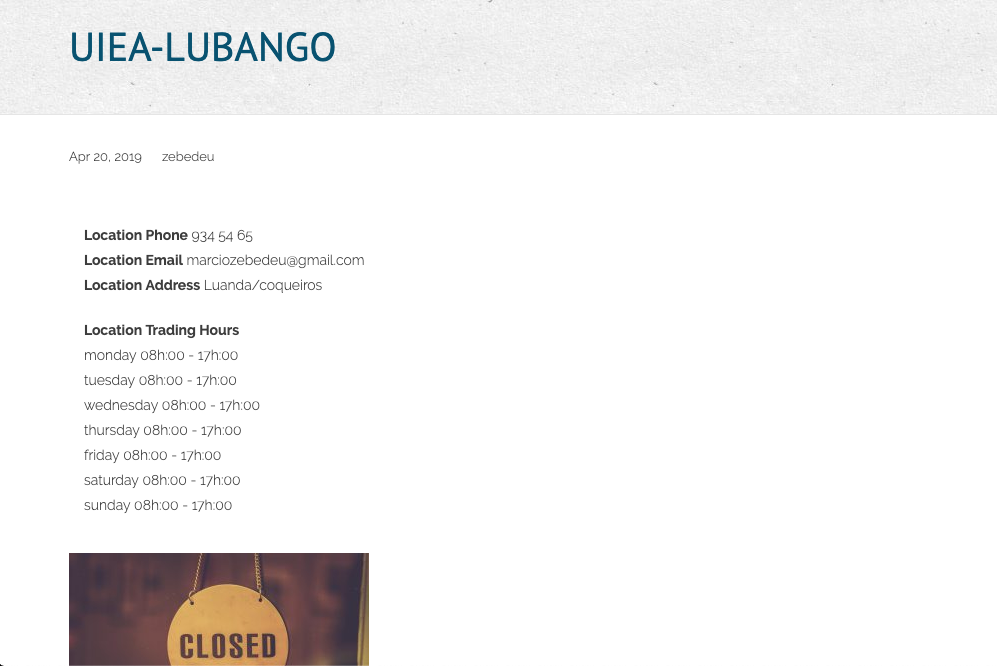 UIEA-LUBANGO
Apr 20, 2019 zebedeu
Location Phone 934 54 65
Location Email marciozebedeu@gmail.com
Location Address Luanda/coqueiros
Location Trading Hours
monday 08h:00 - 17h:00
tuesday 08h:00 - 17h:00
wednesday 08h:00 - 17h:00
thursday 08h:00 - 17h:00
friday 08h:00 - 17h:00
saturday 08h:00 - 17h:00
sunday 08h:00 - 17h:00
CLOSED